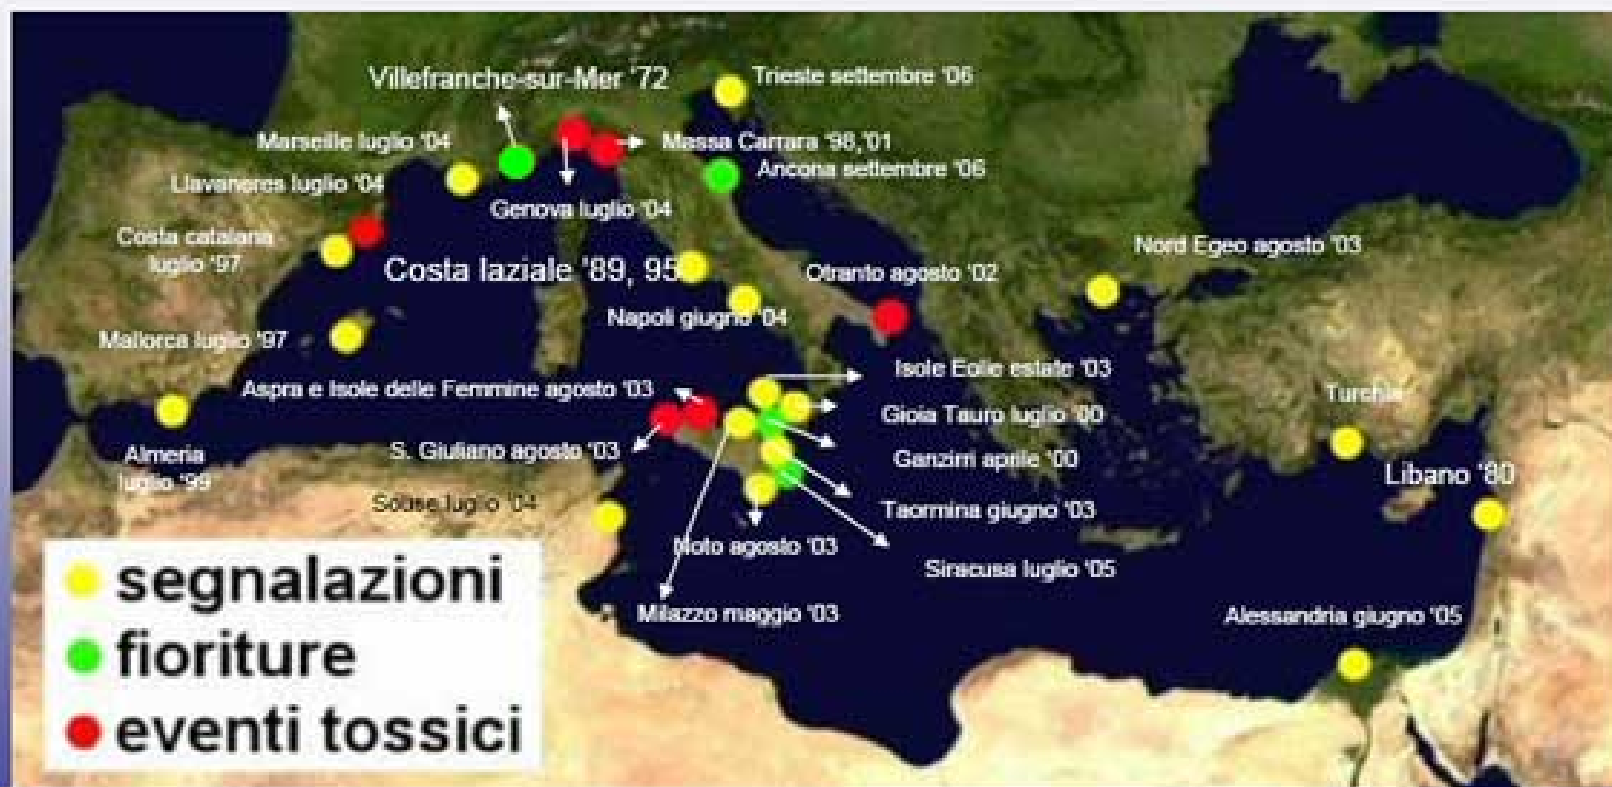 Villefranche-sur-Mer '72
Trieste settembre '06
Marseille luglio '04
Massa Carrara '98,'01
Ancona settembre '06
Llavaneres luglio '04
Genova luglio '04
Costa catalana
luglio '97
Nord Egeo agosto '03
Costa laziale '89, 95
Otranto agosto '02
Napoli giugno '04
Mallorca luglio '97
Isole Eolie estate '03
Aspra e Isole delle Femmine agosto '03
Turchia
Gioia Tauro luglio '00
S. Giuliano agosto '03
Ganzirri aprile '00
Almeria
luglio '99
Libano '80
Souse luglio '04
Taormina giugno '03
Noto agosto '03
Siracusa luglio '05
Milazzo maggio '03
Alessandria giugno '05
segnalazioni
fioriture
eventi tossici